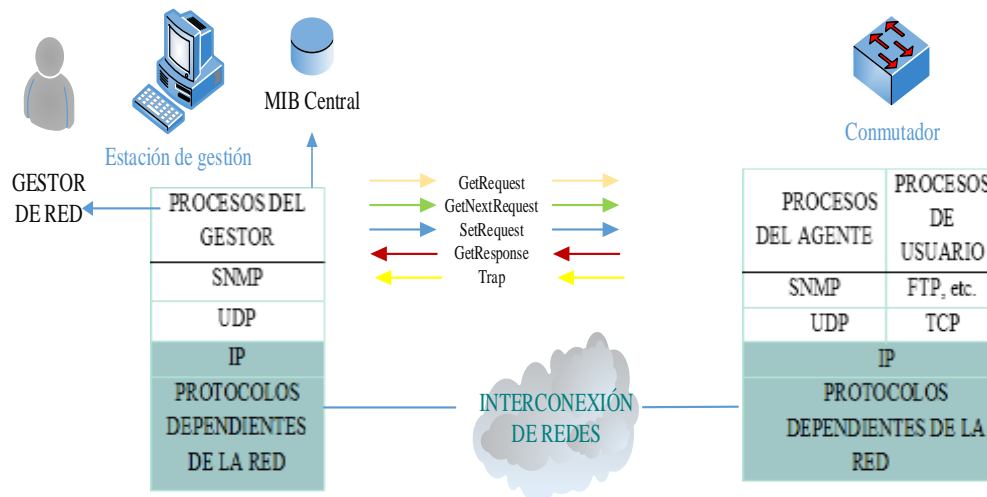 MIB Central
Estación de gestión
Conmutador
GESTOR
DE RED
PROCESOS DEL
GESTOR
SNMP
UDP
IP
PROTOCOLOS
DEPENDIENTES
DE LA RED
GetRequest
GetNextRequest
SetRequest
GetResponse
Trap
INTERCONEXIÓN
DE REDES
PROCESOS
DEL AGENTE
PROCESOS
DE
USUARIO
SNMP
FTP, etc.
UDP
TCP
IP
PROTOCOLOS
DEPENDIENTES DE LA
RED